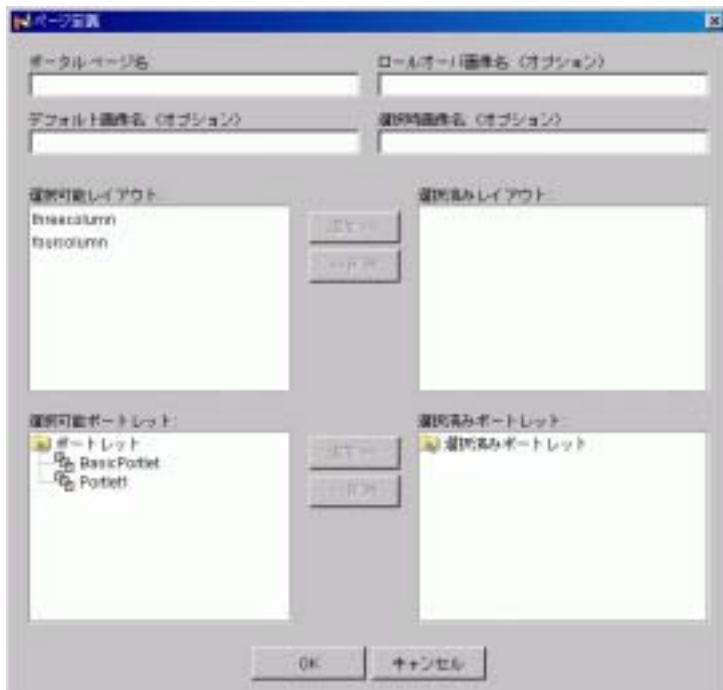 ページ定義
ポータル ページ名
ロールオーバ画像名（オプション）
デフォルト画像名（オプション）
選択時画像名（オプション）
選択可能レイアウト:
選択済みレイアウト:
threecolumn
fourcolumn
選択可能ポートレット:
選択済みポートレット:
ポートレット
BasicPortlet
Portlet1
選択済みポートレット
OK
キャンセル